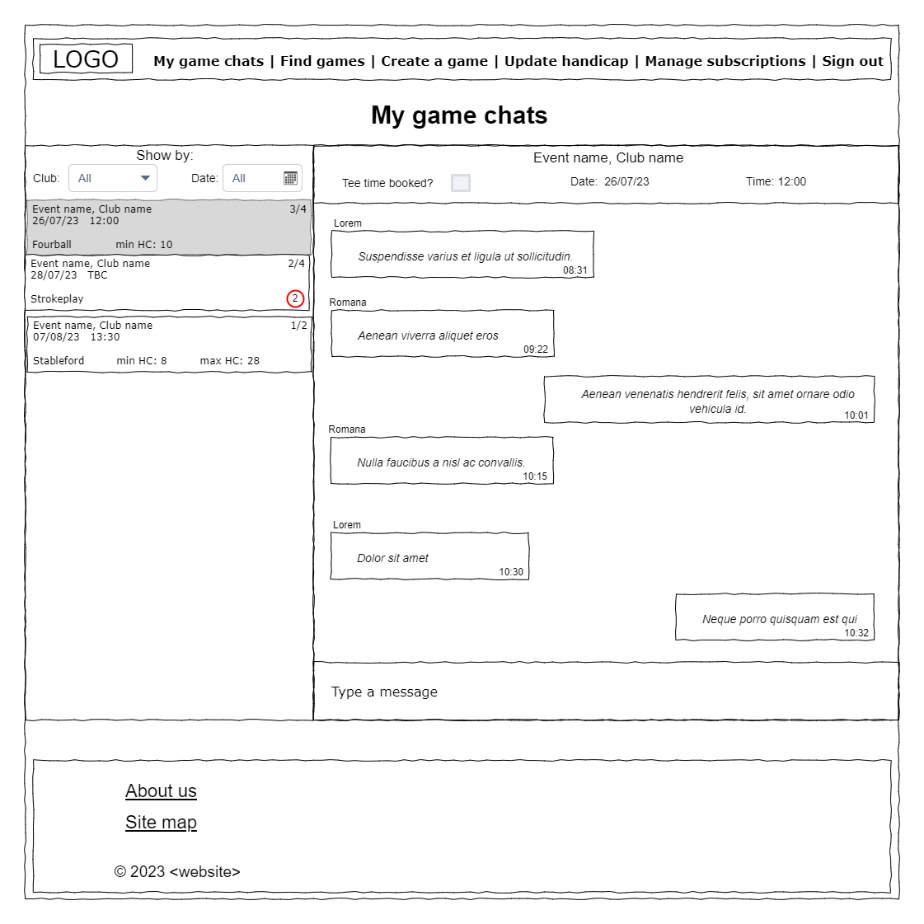 LOGO
My game chats | Find games | Create a game | Update handicap | Manage subscriptions | Sign out
My game chats
Show by:
Club: All Date: All
Event name, Club name 3/4
26/07/23 12:00
Fourball min HC: 10
Event name, Club name 2/4
28/07/23 TBC
Strokeplay 2
Event name, Club name 1/2
07/08/23 13:30
Stableford min HC: 8 max HC: 28
Event name, Club name
Tee time booked? Date: 26/07/23 Time: 12:00
Lorem
Suspendisse varius et ligula ut sollicitudin.
08:31
Romana
Aenean viverra aliquet eros
09:22
Aenean venenatis hendrerit felis, sit amet ornare odio
vehicula id.
10:01
Romana
Nulla faucibus a nisl ac convallis.
10:15
Lorem
Dolor sit amet
10:30
Neque porro quisquam est qui
10:32
Type a message
About us
Site map
© 2023 <website>